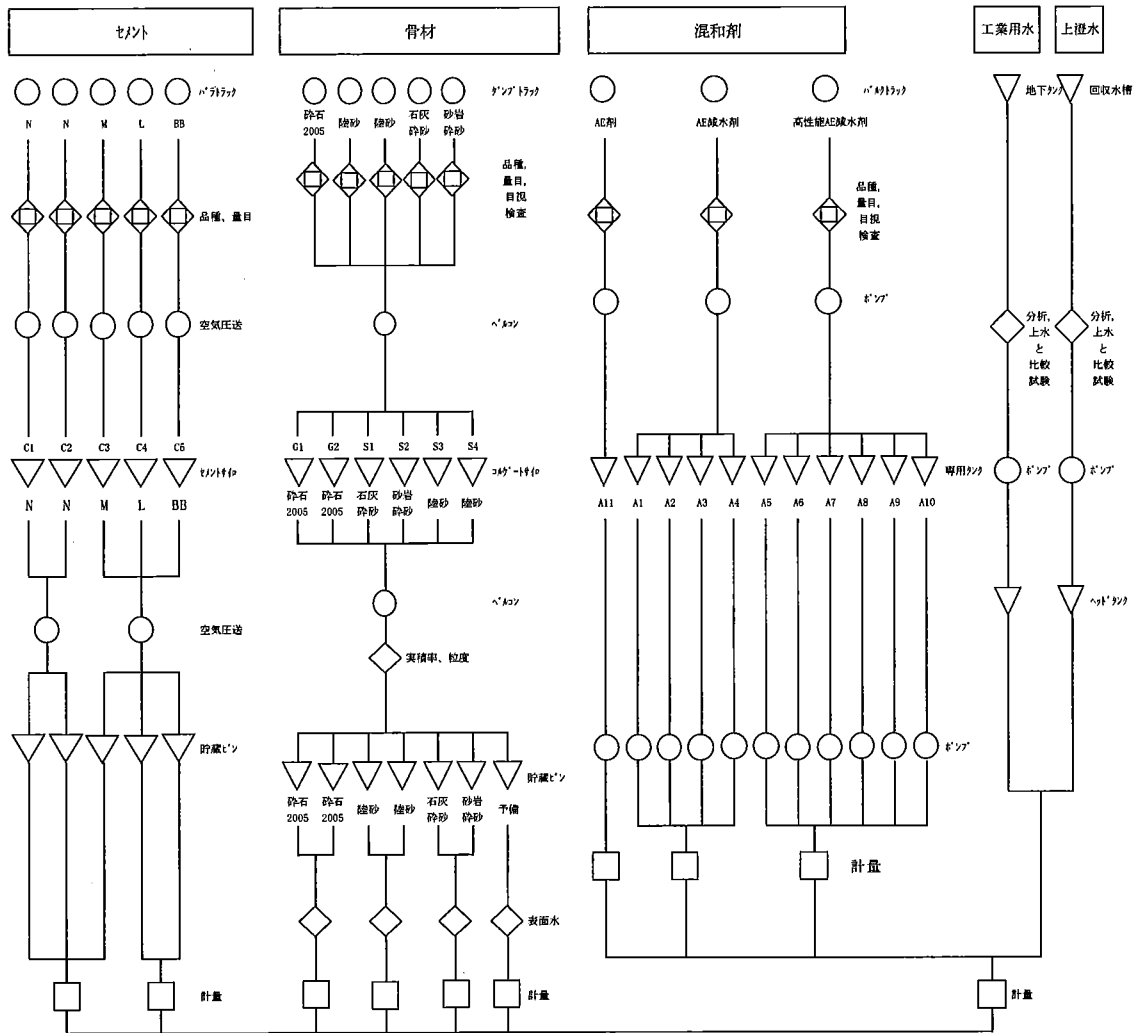 セメント
骨材
混和剤
工業用水
上澄水
バラトラック
N
N
M
L
BB
ダンプトラック
砕石
2005
陸砂
陸砂
石灰
砕砂
砂岩
砕砂
バルクトラック
AE剤
AE減水剤
高性能AE減水剤
地下タンク
回収水槽
品種、量目
品種,
量目,
目視
検査
品種,
量目,
目視
検査
空気圧送
ベルコン
ポンプ
分析,
上水
と
比較
試験
分析,
上水
と
比較
試験
C1
C2
C3
C4
C5
セメントサイロ
N
N
M
L
BB
G1
G2
S1
S2
S3
S4
コルゲートサイロ
砕石
2005
砕石
2005
石灰
砕砂
砂岩
砕砂
陸砂
陸砂
専用タンク
A11
A1
A2
A3
A4
A5
A6
A7
A8
A9
A10
ポンプ
ポンプ
空気圧送
ベルコン
実積率、粒度
ヘッドタンク
貯蔵ビン
貯蔵ビン
砕石
2005
砕石
2005
陸砂
陸砂
石灰
砕砂
砂岩
砕砂
予備
ポンプ
計量
表面水
計量
計量
計量